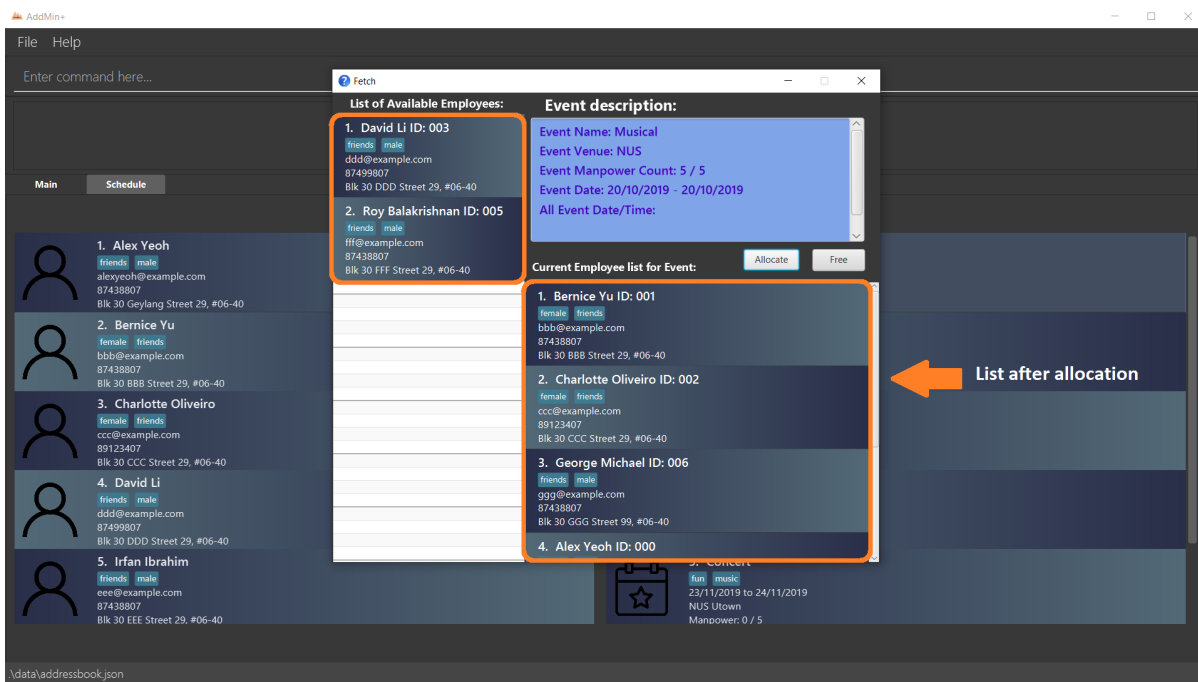 AddMin+
File Help
Enter command here...
Main
Schedule
1. Alex Yeoh
friends male
alexyeoh@example.com
87438807
Blk 30 Geylang Street 29, #06-40
2. Bernice Yu
female friends
bbb@example.com
87438807
Blk 30 BBB Street 29, #06-40
3. Charlotte Oliveiro
female friends
ccc@example.com
89123407
Blk 30 CCC Street 29, #06-40
4. David Li
friends male
ddd@example.com
87499807
Blk 30 DDD Street 29, #06-40
5. Irfan Ibrahim
friends male
eee@example.com
87438807
Blk 30 EEE Street 29, #06-40
Fetch
List of Available Employees:
1. David Li ID: 003
friends male
ddd@example.com
87499807
Blk 30 DDD Street 29, #06-40
2. Roy Balakrishnan ID: 005
friends male
fff@example.com
87438807
Blk 30 FFF Street 29, #06-40
Event description:
Event Name: Musical
Event Venue: NUS
Event Manpower Count: 5 / 5
Event Date: 20/10/2019 - 20/10/2019
All Event Date/Time:
Allocate
Free
Current Employee list for Event:
1. Bernice Yu ID: 001
female friends
bbb@example.com
87438807
Blk 30 BBB Street 29, #06-40
2. Charlotte Oliveiro ID: 002
female friends
ccc@example.com
89123407
Blk 30 CCC Street 29, #06-40
3. George Michael ID: 006
friends male
ggg@example.com
87438807
Blk 30 GGG Street 99, #06-40
4. Alex Yeoh ID: 000
List after allocation
5. Concert
fun music
23/11/2019 to 24/11/2019
NUS Utown
Manpower: 0 / 5
.\data\addressbook.json